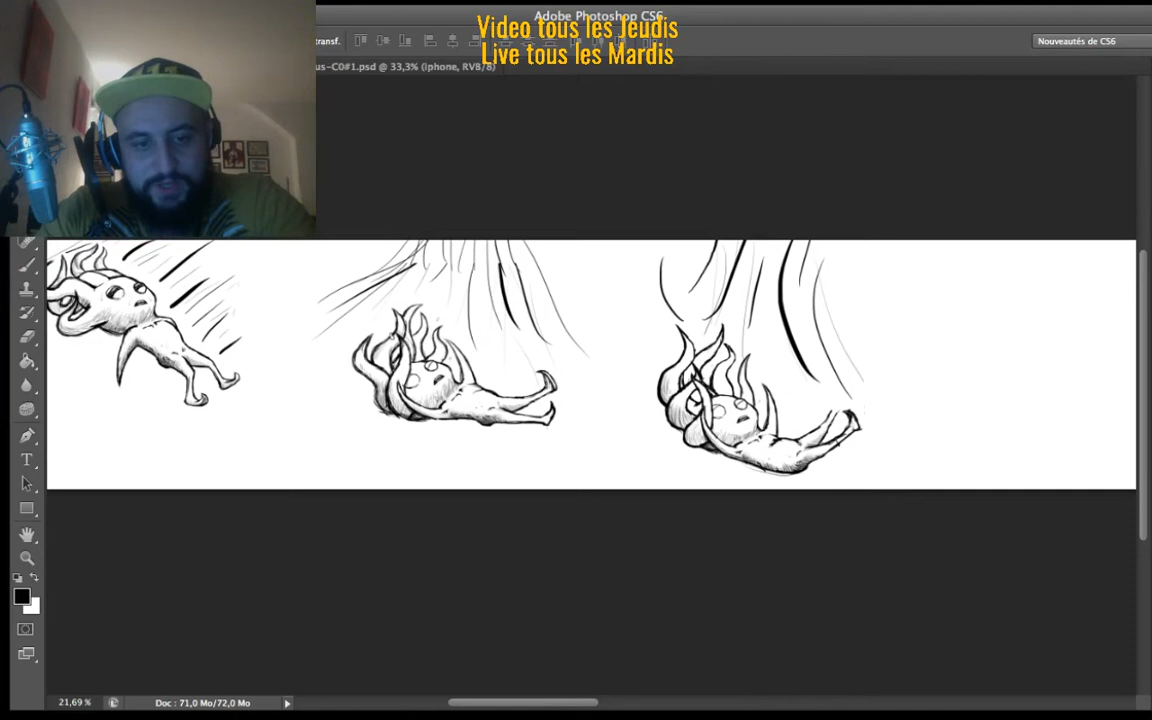 Adobe Photoshop CS6
Video tous les Jeudis
Live tous les Mardis
transf.
Nouveautés de CS6
us-C0#1.psd @ 33,3% (iphone, RVB/8)
T
21,69 %
Doc : 71,0 Mo/72,0 Mo